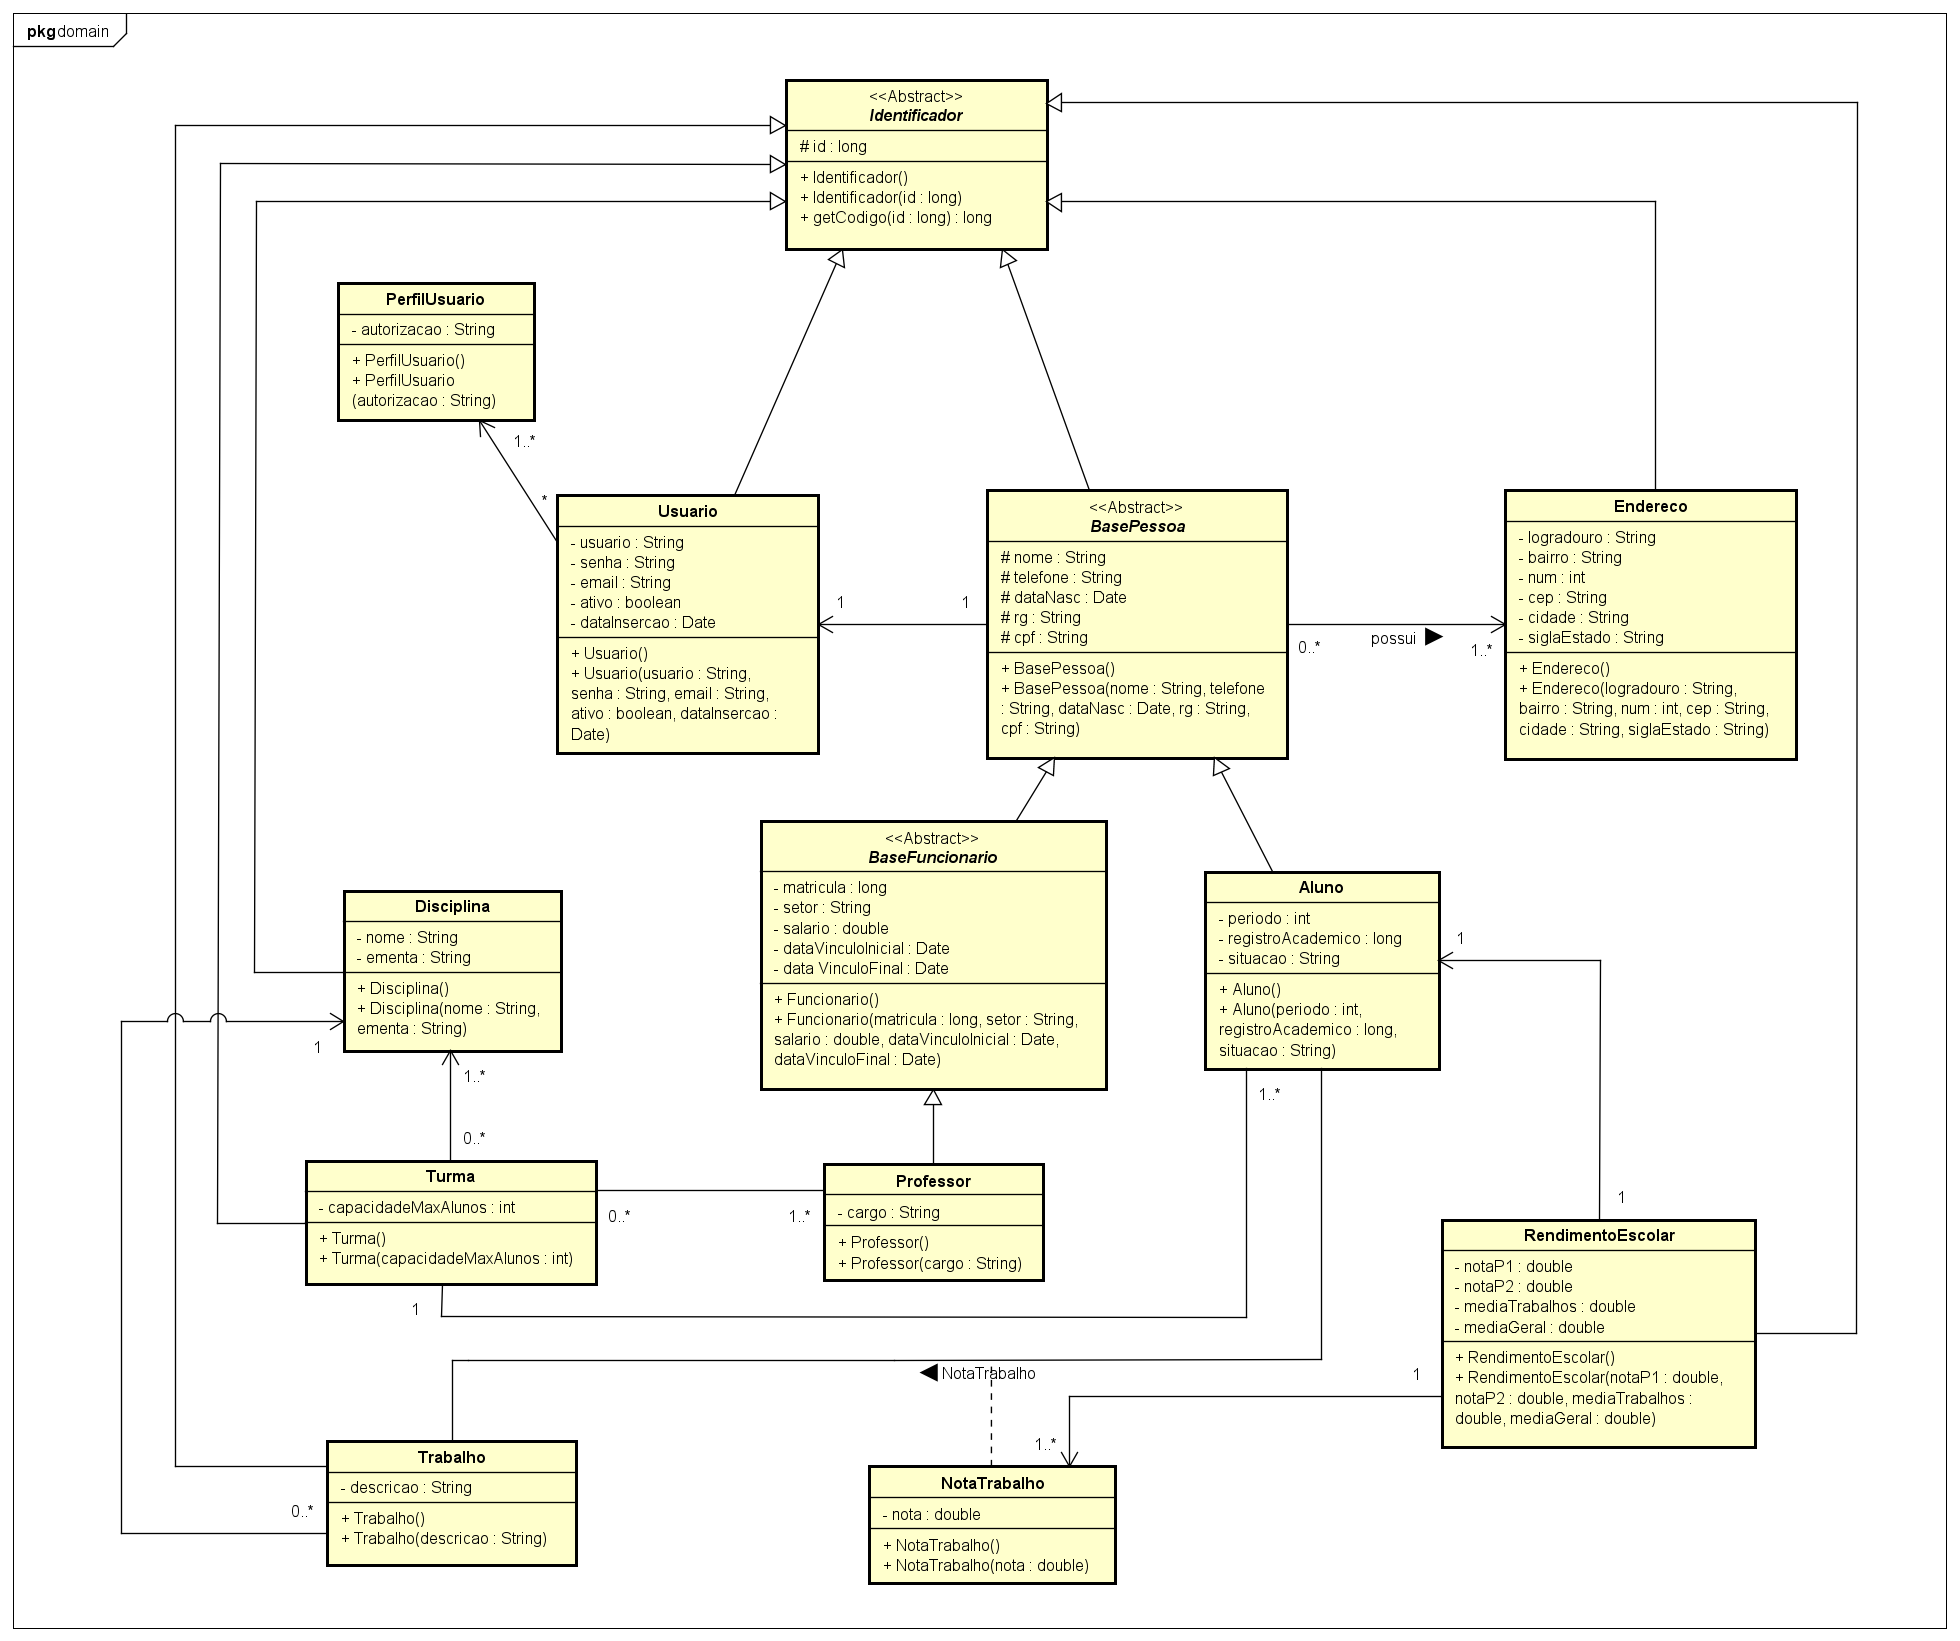 pkg domain
<<Abstract>>
Identificador
# id : long
+ Identificador()
+ Identificador(id : long)
+ getCodigo(id : long) : long
PerfilUsuario
- autorizacao : String
+ PerfilUsuario()
+ PerfilUsuario
(autorizacao : String)
1..*
*
Usuario
- usuario : String
- senha : String
- email : String
- ativo : boolean
- dataInsercao : Date
+ Usuario()
+ Usuario(usuario : String,
senha : String, email : String,
ativo : boolean, dataInsercao :
Date)
1
1
<<Abstract>>
BasePessoa
# nome : String
# telefone : String
# dataNasc : Date
# rg : String
# cpf : String
+ BasePessoa()
+ BasePessoa(nome : String, telefone
: String, dataNasc : Date, rg : String,
cpf : String)
0..*
possui
1..*
Endereco
- logradouro : String
- bairro : String
- num : int
- cep : String
- cidade : String
- siglaEstado : String
+ Endereco()
+ Endereco(logradouro : String,
bairro : String, num : int, cep : String,
cidade : String, siglaEstado : String)
<<Abstract>>
BaseFuncionario
- matricula : long
- setor : String
- salario : double
- dataVinculoInicial : Date
- data VinculoFinal : Date
+ Funcionario()
+ Funcionario(matricula : long, setor : String,
salario : double, dataVinculoInicial : Date,
dataVinculoFinal : Date)
Aluno
- periodo : int
- registroAcademico : long
- situacao : String
+ Aluno()
+ Aluno(periodo : int,
registroAcademico : long,
situacao : String)
1
1..*
Disciplina
- nome : String
- ementa : String
+ Disciplina()
+ Disciplina(nome : String,
ementa : String)
1
1..*
0..*
Turma
- capacidadeMaxAlunos : int
+ Turma()
+ Turma(capacidadeMaxAlunos : int)
0..*
1..*
1
Professor
- cargo : String
+ Professor()
+ Professor(cargo : String)
1
RendimentoEscolar
- notaP1 : double
- notaP2 : double
- mediaTrabalhos : double
- mediaGeral : double
+ RendimentoEscolar()
+ RendimentoEscolar(notaP1 : double,
notaP2 : double, mediaTrabalhos :
double, mediaGeral : double)
1
NotaTrabalho
1..*
Trabalho
- descricao : String
+ Trabalho()
+ Trabalho(descricao : String)
0..*
NotaTrabalho
- nota : double
+ NotaTrabalho()
+ NotaTrabalho(nota : double)